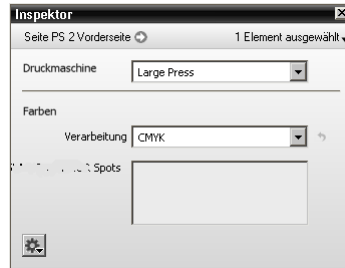 Inspektor
Seite PS 2 Vorderseite 1 Element ausgewählt
Druckmaschine Large Press
Farben
Verarbeitung CMYK
Spots